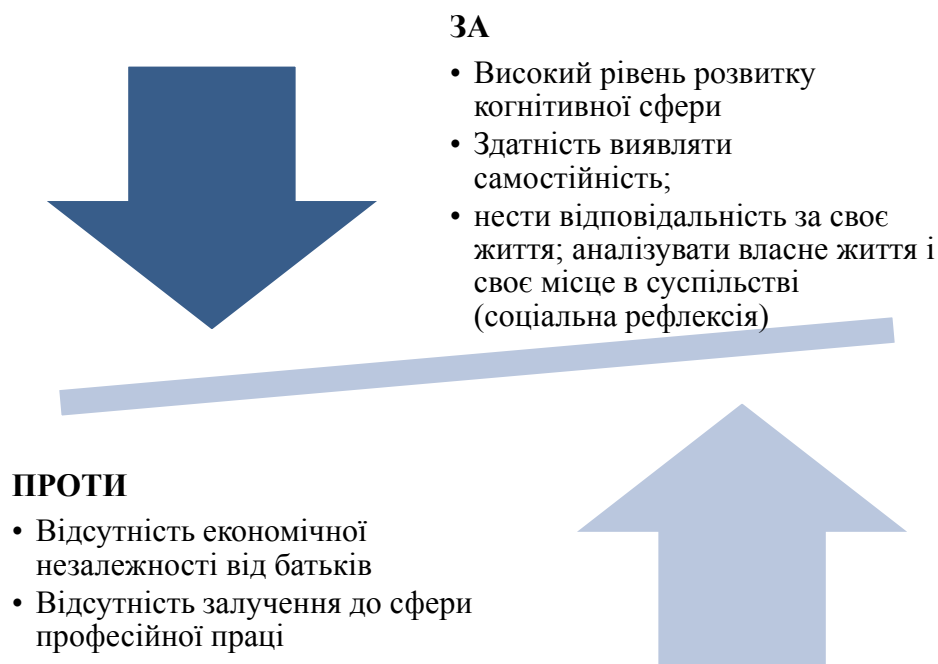 ЗА
• Високий рівень розвитку
когнітивної сфери
• Здатність виявляти
самостійність;
• нести відповідальність за своє
життя; аналізувати власне життя і
своє місце в суспільстві
(соціальна рефлексія)
ПРОТИ
• Відсутність економічної
незалежності від батьків
• Відсутність залучення до сфери
професійної праці